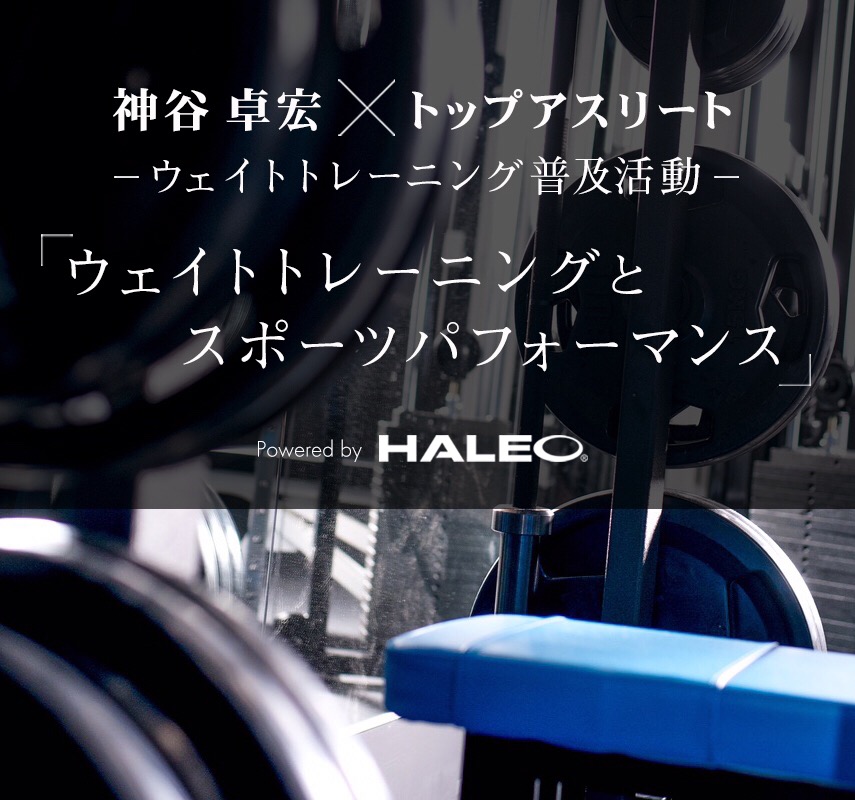 神谷 卓宏 × トップアスリート
－ウェイトトレーニング 普及活動－
「ウェイトトレーニングと
スポーツパフォーマンス」
Powered by HALEO®